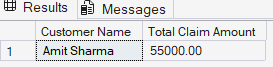 Results Messages
Customer Name Total Claim Amount
1 Amit Sharma 55000.00